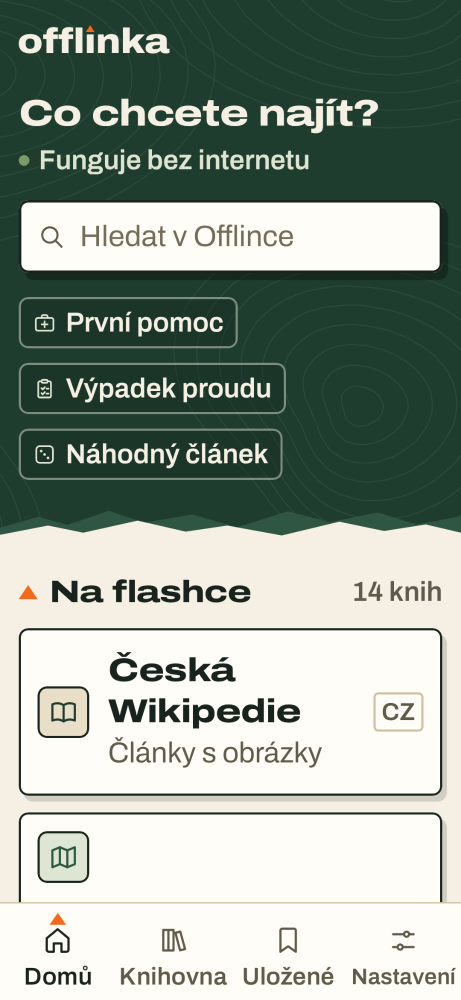 offlinka
Co chcete najít?
Funguje bez internetu
Hledat v Offlince
První pomoc
Výpadek proudu
Náhodný článek
Na flashce
14 knih
Česká
Wikipedie
CZ
Články s obrázky
Domů
Knihovna
Uložené
Nastavení